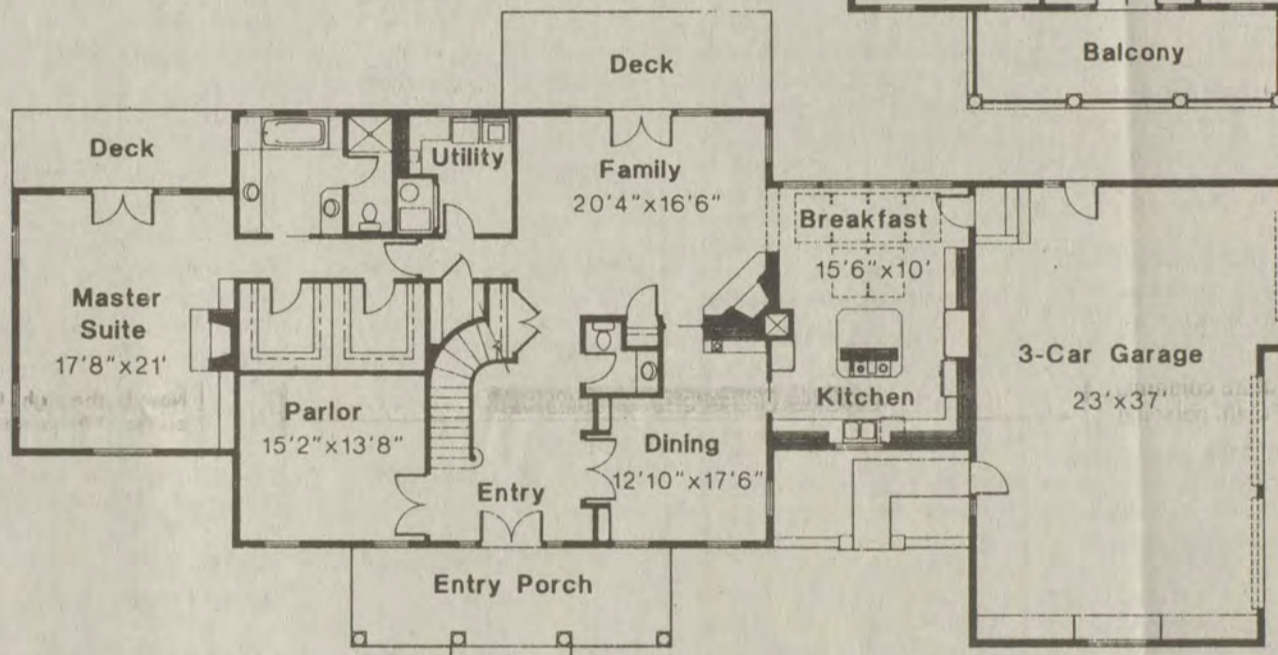 Balcony
Deck
Deck
Utility
Family
20'4"x16'6"
Breakfast
15'6"x10'
Master
Suite
17'8"x21'
3-Car Garage
23'x37'
Parlor
15'2"x13'8"
Kitchen
Dining
12'10"x17'6"
Entry
Entry Porch